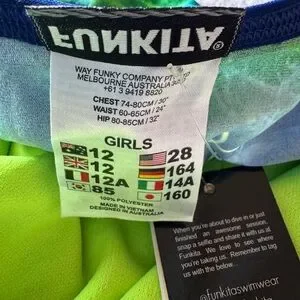 FUNKITA
WAY FUNKY COMPANY PTY LTD
MELBOURNE AUSTRALIA
+61 3 9419 8820
CHEST 74-80CM / 30"
WAIST 60-65CM / 24"
HIP 80-85CM / 32"
GIRLS
12 28
12 164
12A 14A
85 160
100% POLYESTER
MADE IN VIETNAM
DESIGNED IN AUSTRALIA
When you're about to dive in or just
finished an awesome session,
snap a selfie and share it with us at
Funkita. We love to see where
you're taking us. Remember to tag
us with the below...
@funkitaswimwear